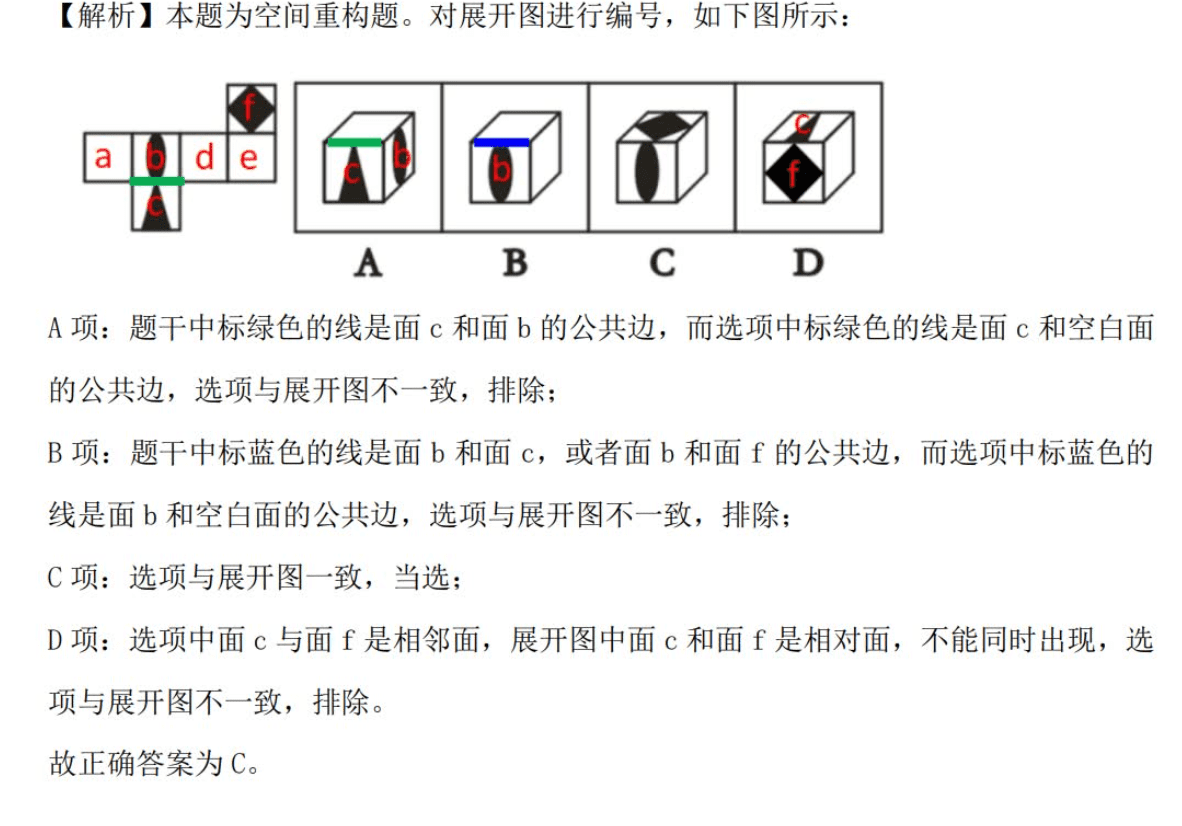 【解析】本题为空间重构题。对展开图进行编号，如下图所示：
f
a b d e
c
c b
b
c
f
A B C D
A 项：题干中标绿色的线是面 c 和面 b 的公共边，而选项中标绿色的线是面 c 和空白面
的公共边，选项与展开图不一致，排除；
B 项：题干中标蓝色的线是面 b 和面 c，或者面 b 和面 f 的公共边，而选项中标蓝色的
线是面 b 和空白面的公共边，选项与展开图不一致，排除；
C 项：选项与展开图一致，当选；
D 项：选项中面 c 与面 f 是相邻面，展开图中面 c 和面 f 是相对面，不能同时出现，选
项与展开图不一致，排除。
故正确答案为 C。